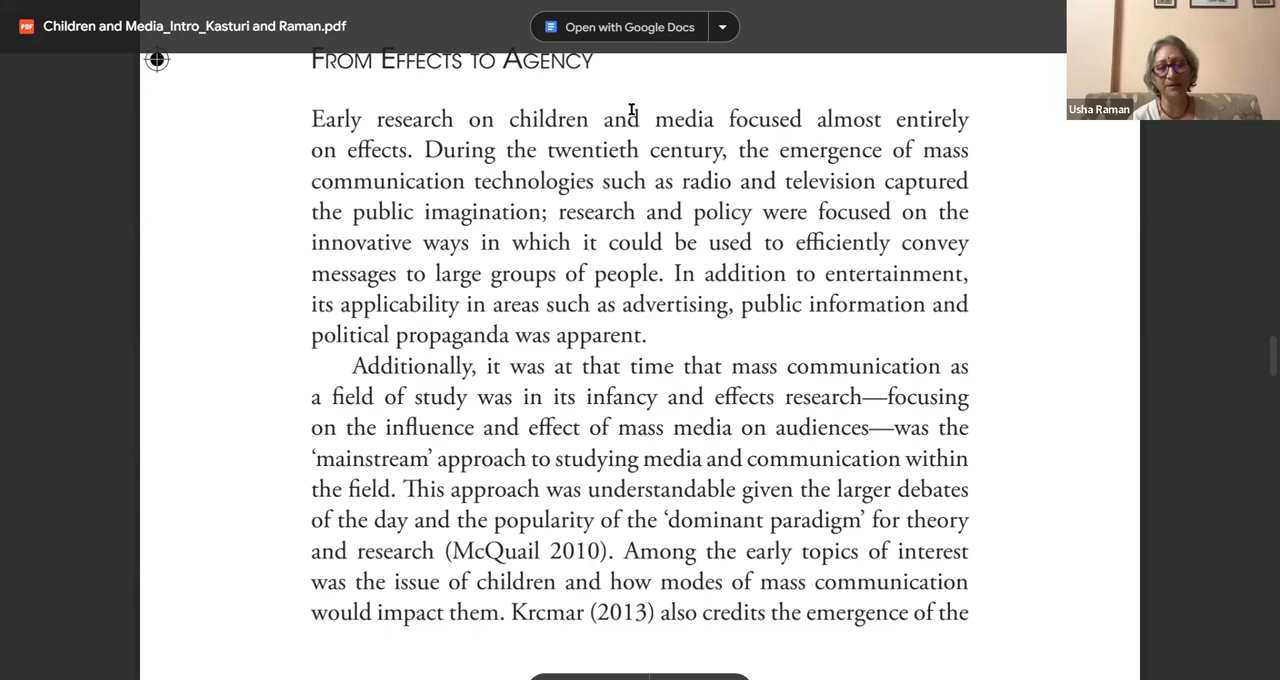 Children and Media_Intro_Kasturi and Raman.pdf
Open with Google Docs
Usha Raman
FROM EFFECTS TO AGENCY
Early research on children and media focused almost entirely
on effects. During the twentieth century, the emergence of mass
communication technologies such as radio and television captured
the public imagination; research and policy were focused on the
innovative ways in which it could be used to efficiently convey
messages to large groups of people. In addition to entertainment,
its applicability in areas such as advertising, public information and
political propaganda was apparent.
Additionally, it was at that time that mass communication as
a field of study was in its infancy and effects research—focusing
on the influence and effect of mass media on audiences—was the
‘mainstream’ approach to studying media and communication within
the field. This approach was understandable given the larger debates
of the day and the popularity of the ‘dominant paradigm’ for theory
and research (McQuail 2010). Among the early topics of interest
was the issue of children and how modes of mass communication
would impact them. Krcmar (2013) also credits the emergence of the